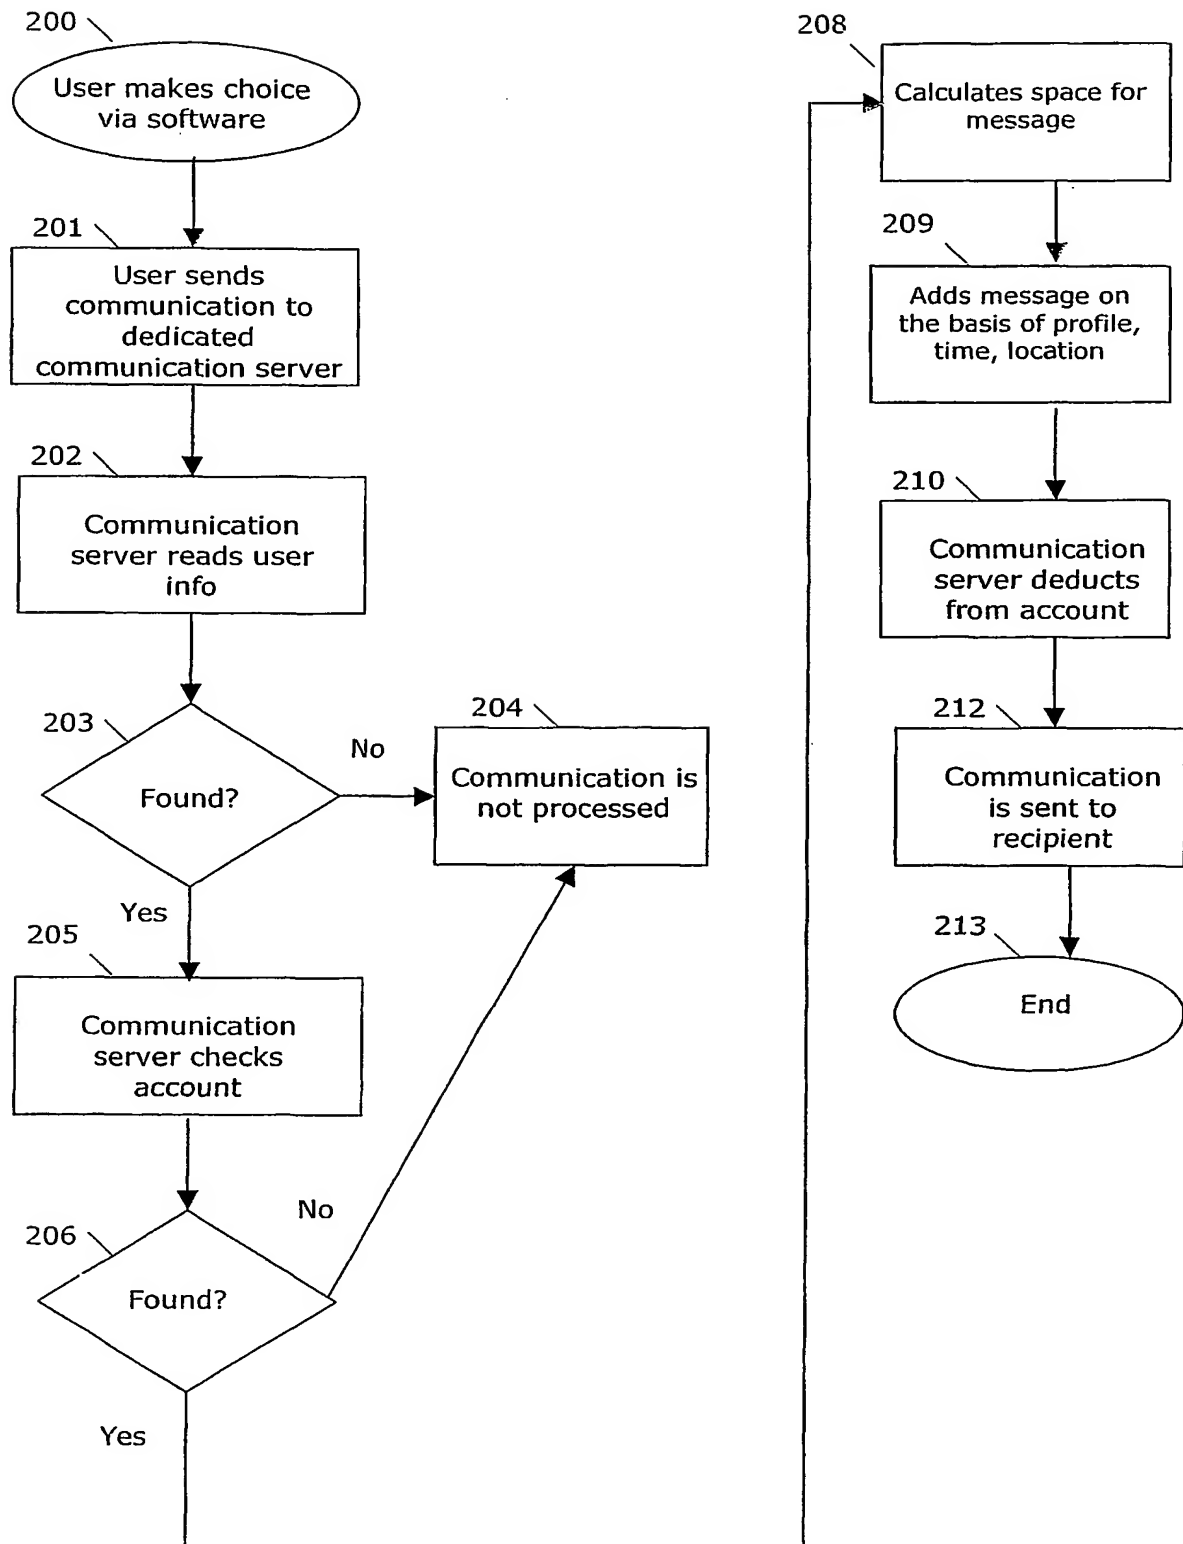 200
User makes choice
via software
201
User sends
communication to
dedicated
communication server
202
Communication
server reads user
info
203
Found?
No
204
Communication is
not processed
Yes
205
Communication
server checks
account
206
Found?
No
Yes
208
Calculates space for
message
209
Adds message on
the basis of profile,
time, location
210
Communication
server deducts
from account
212
Communication
is sent to
recipient
213
End